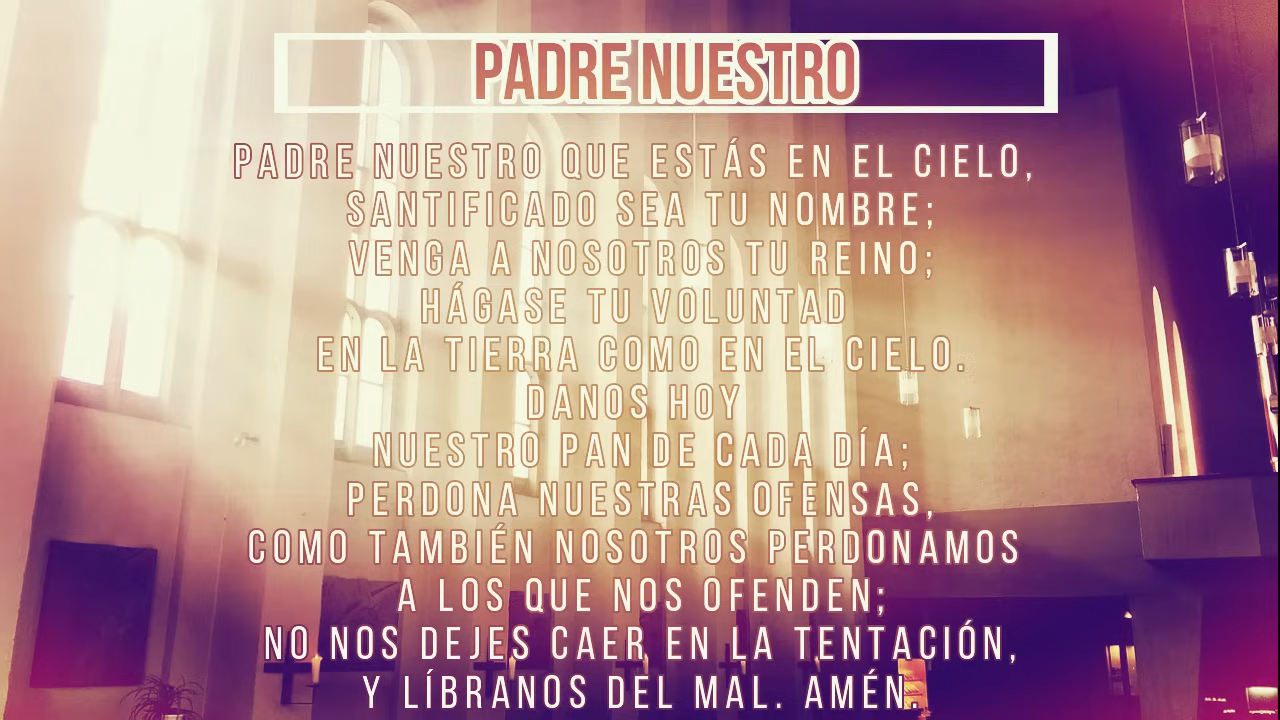 PADRE NUESTRO
PADRE NUESTRO QUE ESTÁS EN EL CIELO,
SANTIFICADO SEA TU NOMBRE;
VENGA A NOSOTROS TU REINO;
HÁGASE TU VOLUNTAD
EN LA TIERRA COMO EN EL CIELO.
DANOS HOY
NUESTRO PAN DE CADA DÍA;
PERDONA NUESTRAS OFENSAS,
COMO TAMBIÉN NOSOTROS PERDONAMOS
A LOS QUE NOS OFENDEN;
NO NOS DEJES CAER EN LA TENTACIÓN,
Y LÍBRANOS DEL MAL. AMÉN.